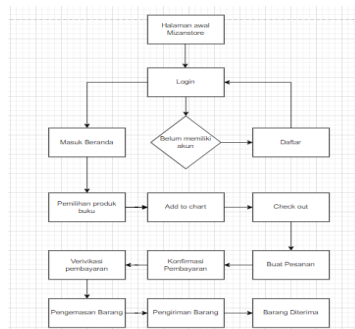 Halaman awal
Mizanstore
Login
Masuk Beranda
Belum memiliki
akun
Daftar
Pemilihan produk
buku
Add to chart
Check out
Verivikasi
pembayaran
Konfirmasi
Pembayaran
Buat Pesanan
Pengemasan Barang
Pengiriman Barang
Barang Diterima